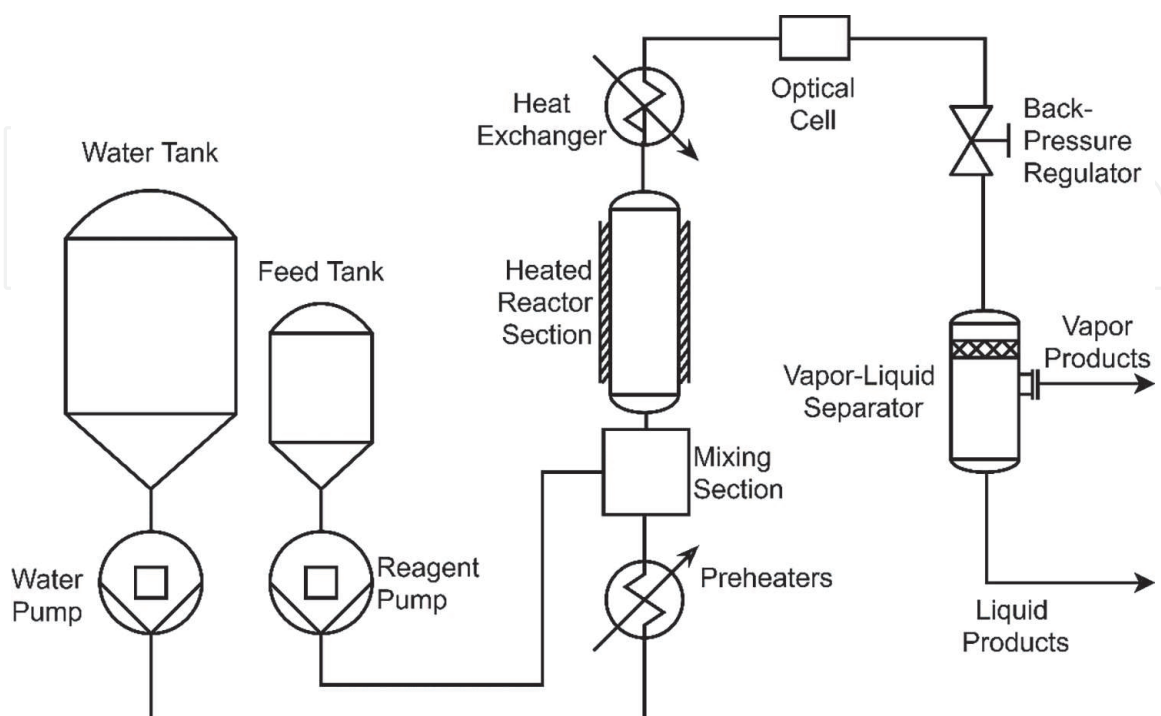 Water Tank
Feed Tank
Water
Pump
Reagent
Pump
Heat
Exchanger
Heated
Reactor
Section
Mixing
Section
Preheaters
Optical
Cell
Back-
Pressure
Regulator
Vapor-Liquid
Separator
Vapor
Products
Liquid
Products